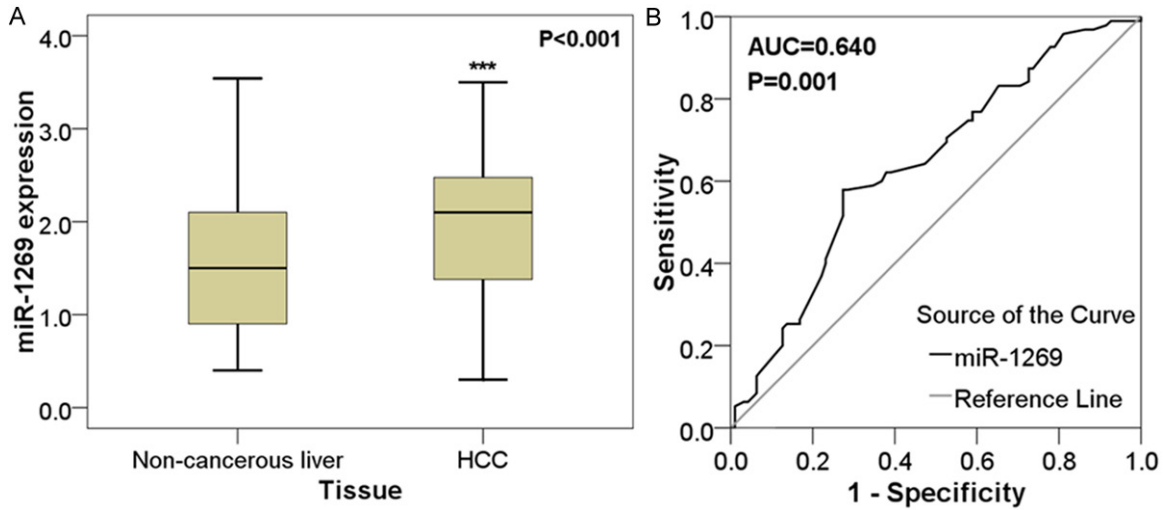 A
P<0.001
***
4.0
3.0
2.0
1.0
0.0
miR-1269 expression
Non-cancerous liver
HCC
Tissue
B
AUC=0.640
P=0.001
1.0
0.8
0.6
0.4
0.2
0.0
Sensitivity
Source of the Curve
miR-1269
Reference Line
0.0 0.2 0.4 0.6 0.8 1.0
1 - Specificity